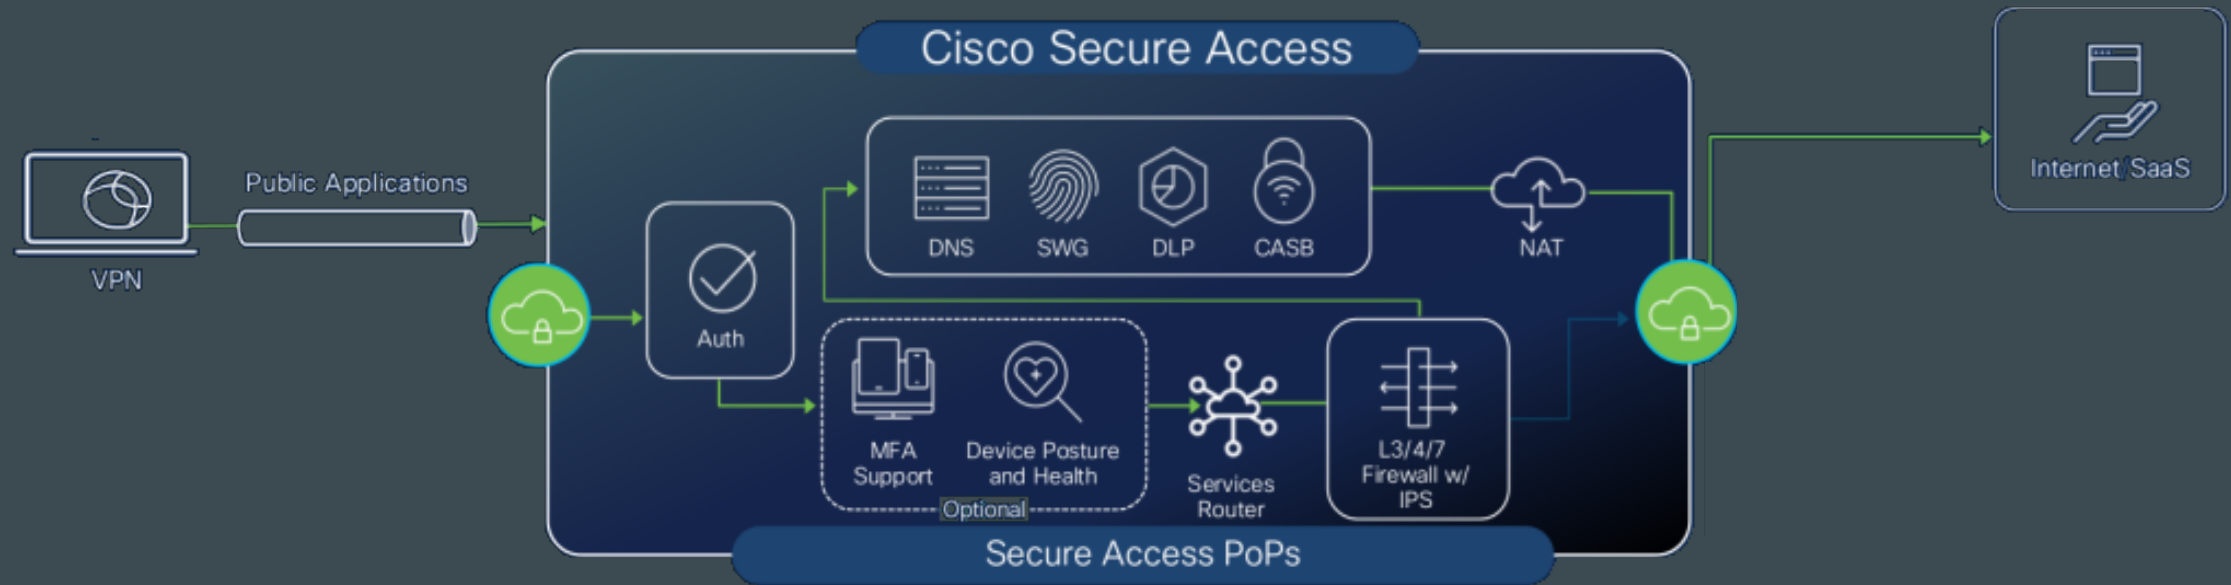 Cisco Secure Access
Internet/SaaS
Public Applications
VPN
DNS
SWG
DLP
CASB
NAT
Auth
MFA
Support
Device Posture
and Health
Optional
Services
Router
L3/4/7
Firewall w/
IPS
Secure Access PoPs